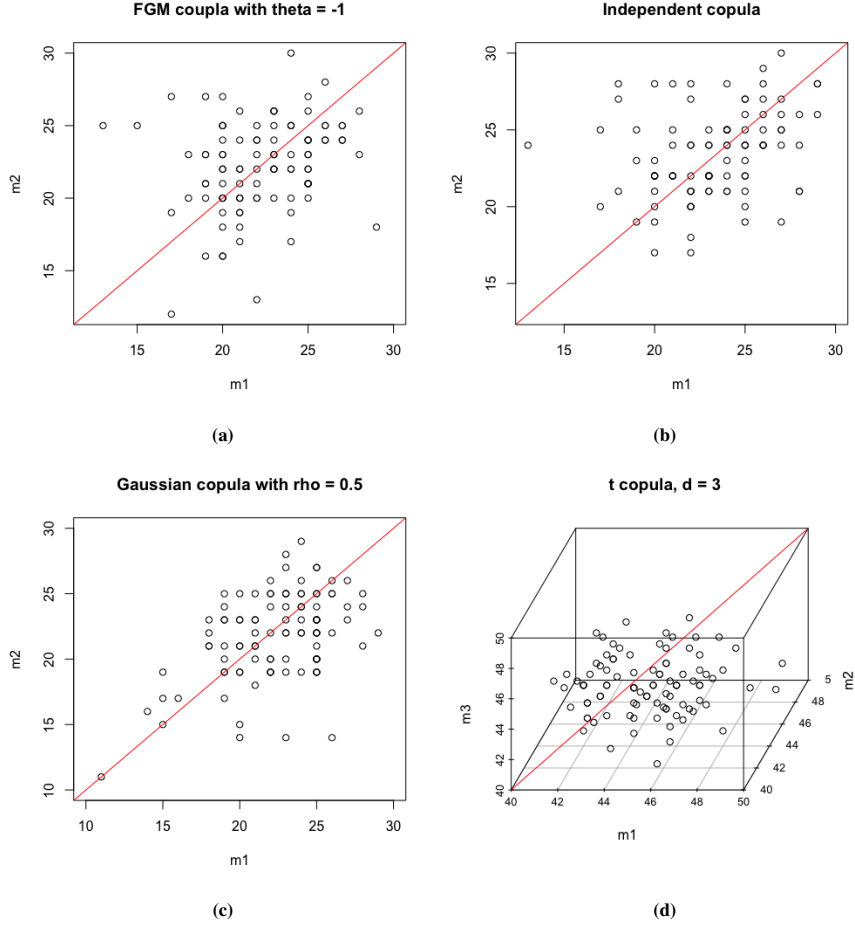 FGM coupla with theta = -1
30
25
20
15
m2
15
20
25
30
m1
(a)
Independent copula
30
25
20
15
m2
15
20
25
30
m1
(b)
Gaussian copula with rho = 0.5
30
25
20
15
10
m2
10
15
20
25
30
m1
(c)
t copula, d = 3
50
48
46
44
42
40
m3
40
42
44
46
48
50
m1
40
42
44
46
48
5
m2
(d)